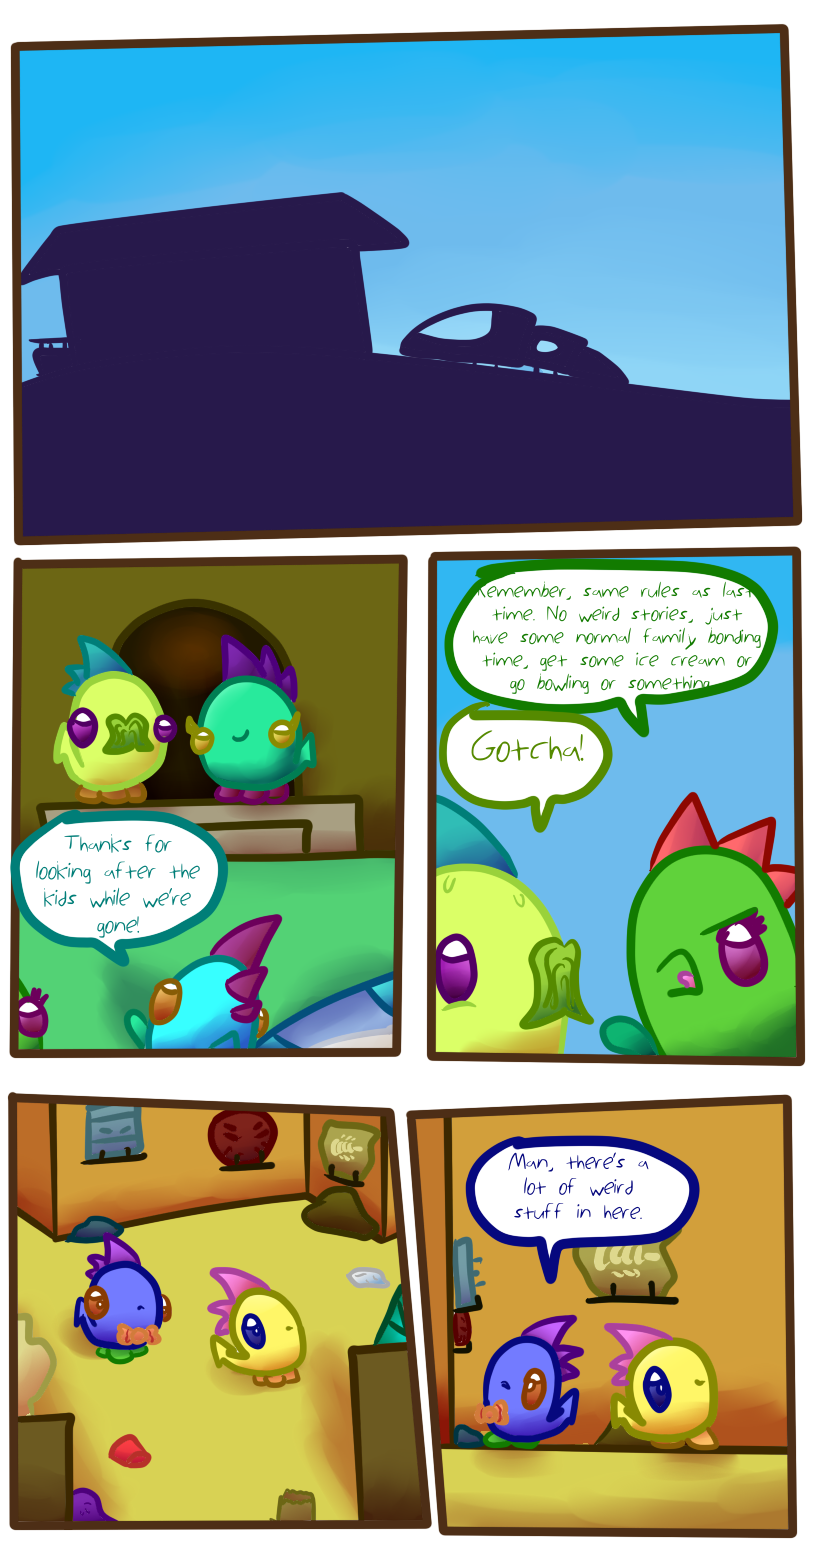 Thanks for
looking after the
kids while we're
gone!
Remember, same rules as last
time. No weird stories, just
have some normal family bonding
time, get some ice cream or
go bowling or something.
Gotcha!
Man, there's a
lot of weird
stuff in here.